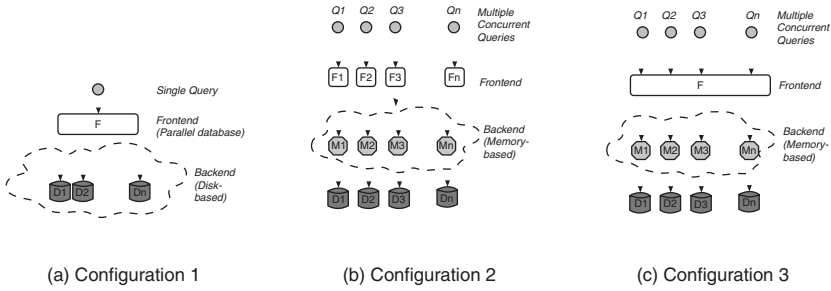 Single Query
F
Frontend
(Parallel database)
Backend
(Disk-
based)
D1 D2 Dn
(a) Configuration 1
Q1 Q2 Q3 Qn
Multiple
Concurrent
Queries
F1 F2 F3 Fn
Frontend
Backend
(Memory-
based)
M1 M2 M3 Mn
D1 D2 D3 Dn
(b) Configuration 2
Q1 Q2 Q3 Qn
Multiple
Concurrent
Queries
F
Frontend
Backend
(Memory-
based)
M1 M2 M3 Mn
D1 D2 D3 Dn
(c) Configuration 3